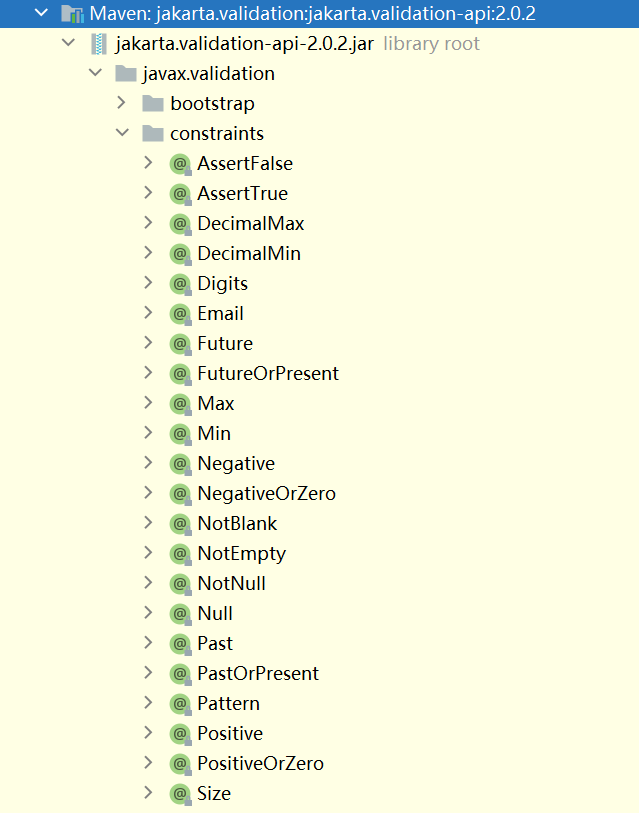 Maven: jakarta.validation:jakarta.validation-api:2.0.2
jakarta.validation-api-2.0.2.jar library root
javax.validation
bootstrap
constraints
@ AssertFalse
@ AssertTrue
@ DecimalMax
@ DecimalMin
@ Digits
@ Email
@ Future
@ FutureOrPresent
@ Max
@ Min
@ Negative
@ NegativeOrZero
@ NotBlank
@ NotEmpty
@ NotNull
@ Null
@ Past
@ PastOrPresent
@ Pattern
@ Positive
@ PositiveOrZero
@ Size